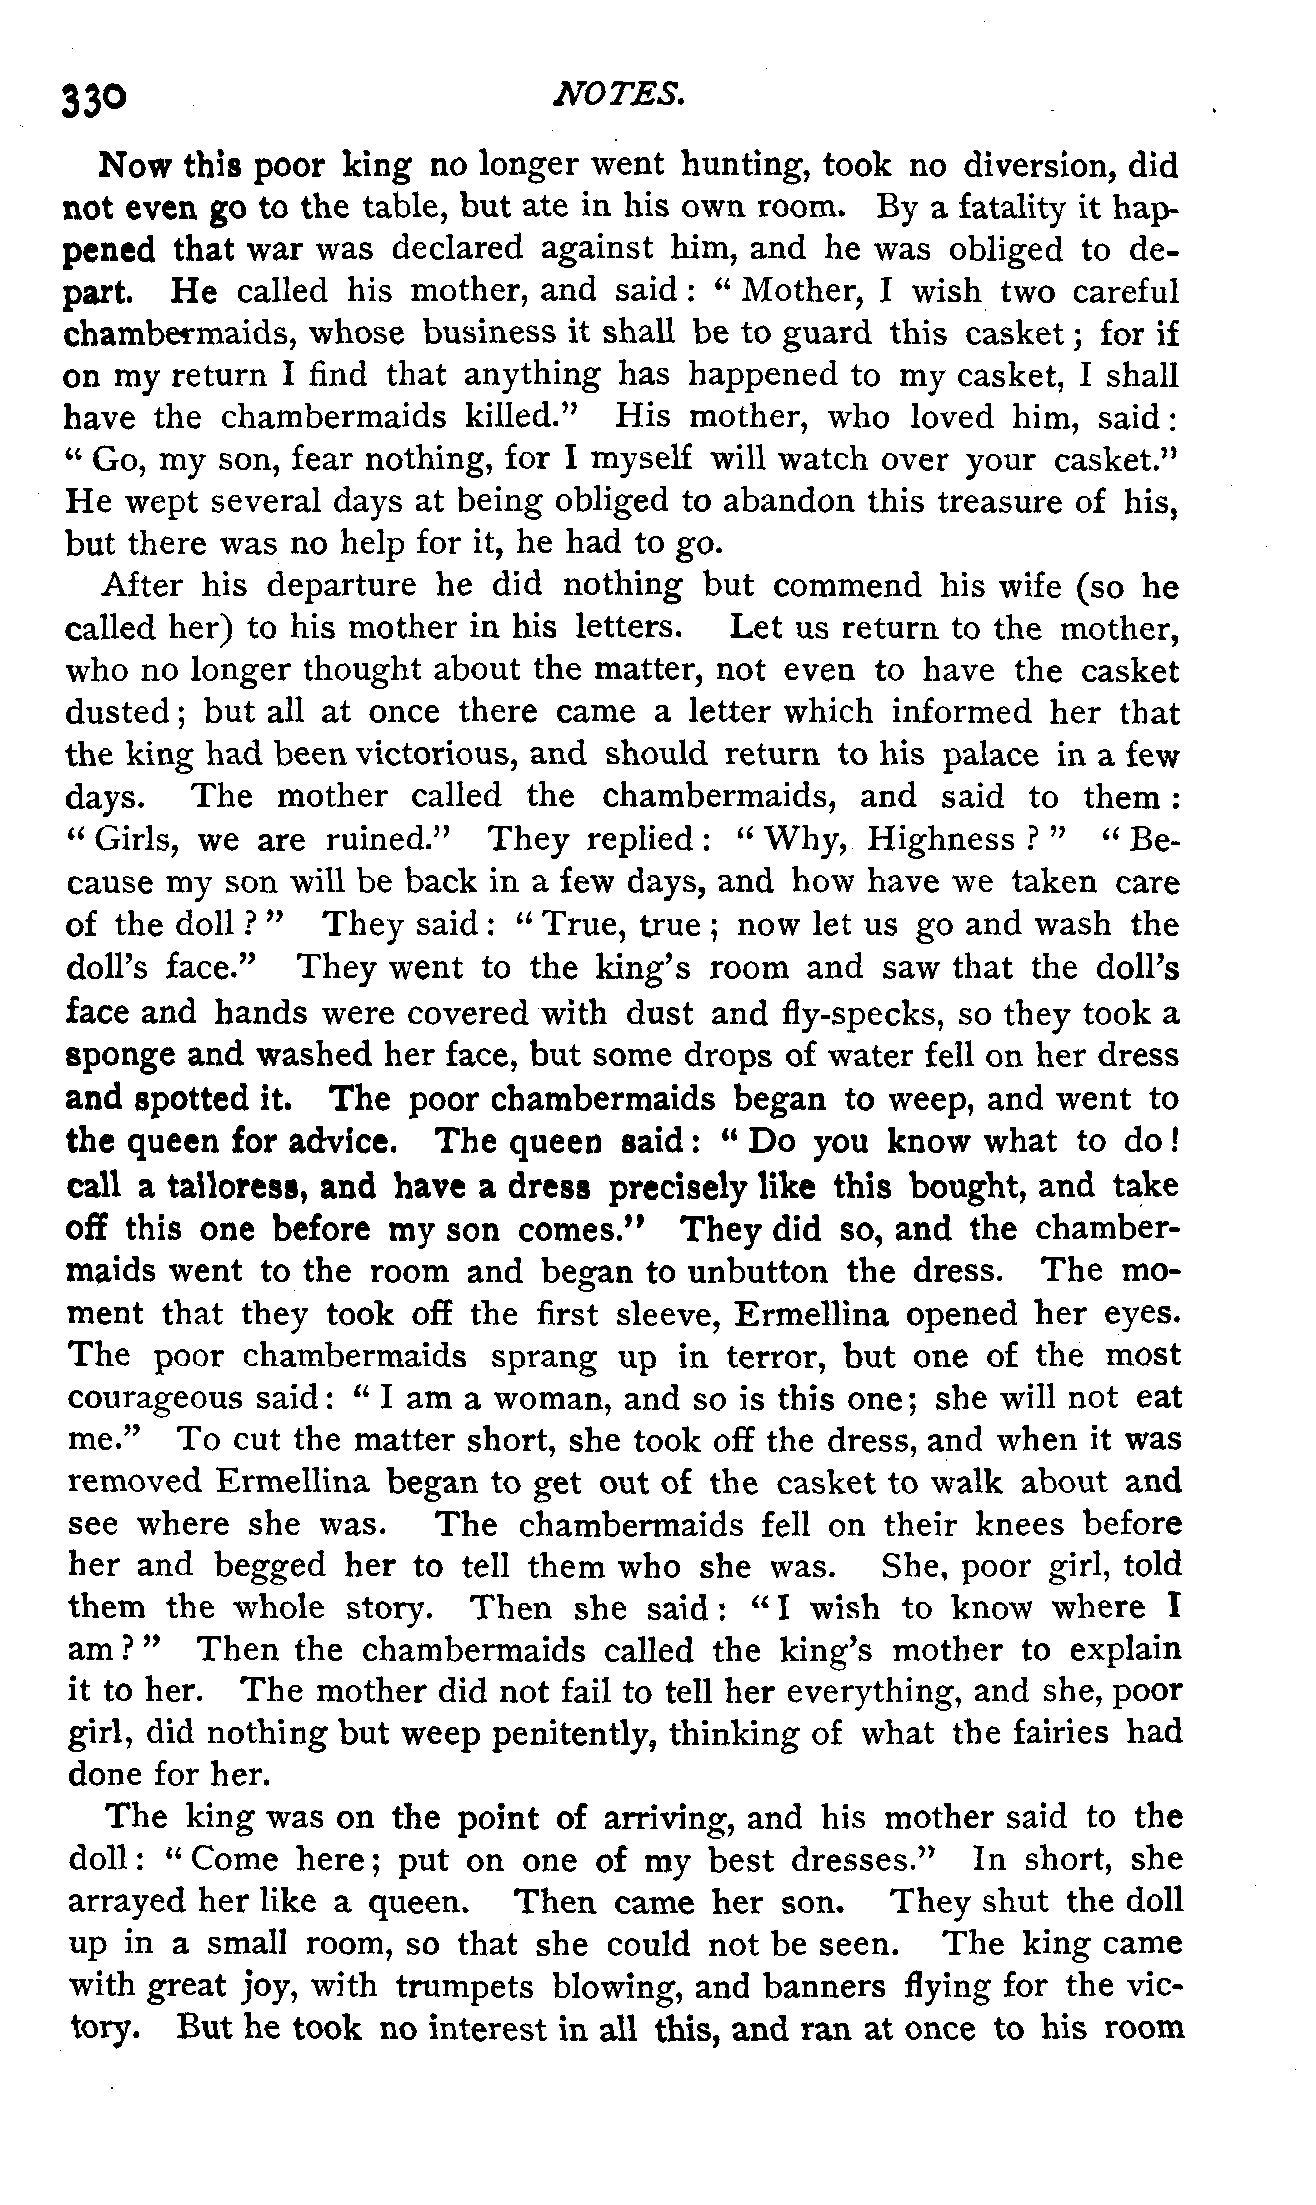 330 NOTES.
Now this poor king no longer went hunting, took no diversion, did
not even go to the table, but ate in his own room. By a fatality it hap-
pened that war was declared against him, and he was obliged to de-
part. He called his mother, and said : “ Mother, I wish two careful
chambermaids, whose business it shall be to guard this casket ; for if
on my return I find that anything has happened to my casket, I shall
have the chambermaids killed.” His mother, who loved him, said :
“ Go, my son, fear nothing, for I myself will watch over your casket.”
He wept several days at being obliged to abandon this treasure of his,
but there was no help for it, he had to go.
After his departure he did nothing but commend his wife (so he
called her) to his mother in his letters. Let us return to the mother,
who no longer thought about the matter, not even to have the casket
dusted ; but all at once there came a letter which informed her that
the king had been victorious, and should return to his palace in a few
days. The mother called the chambermaids, and said to them :
“ Girls, we are ruined.” They replied : “ Why, Highness ? ” “ Be-
cause my son will be back in a few days, and how have we taken care
of the doll ? ” They said : “ True, true ; now let us go and wash the
doll’s face.” They went to the king’s room and saw that the doll’s
face and hands were covered with dust and fly-specks, so they took a
sponge and washed her face, but some drops of water fell on her dress
and spotted it. The poor chambermaids began to weep, and went to
the queen for advice. The queen said : “ Do you know what to do !
call a tailoress, and have a dress precisely like this bought, and take
off this one before my son comes.” They did so, and the chamber-
maids went to the room and began to unbutton the dress. The mo-
ment that they took off the first sleeve, Ermellina opened her eyes.
The poor chambermaids sprang up in terror, but one of the most
courageous said : “ I am a woman, and so is this one ; she will not eat
me.” To cut the matter short, she took off the dress, and when it was
removed Ermellina began to get out of the casket to walk about and
see where she was. The chambermaids fell on their knees before
her and begged her to tell them who she was. She, poor girl, told
them the whole story. Then she said : “ I wish to know where I
am ? ” Then the chambermaids called the king’s mother to explain
it to her. The mother did not fail to tell her everything, and she, poor
girl, did nothing but weep penitently, thinking of what the fairies had
done for her.
The king was on the point of arriving, and his mother said to the
doll : “ Come here ; put on one of my best dresses.” In short, she
arrayed her like a queen. Then came her son. They shut the doll
up in a small room, so that she could not be seen. The king came
with great joy, with trumpets blowing, and banners flying for the vic-
tory. But he took no interest in all this, and ran at once to his room